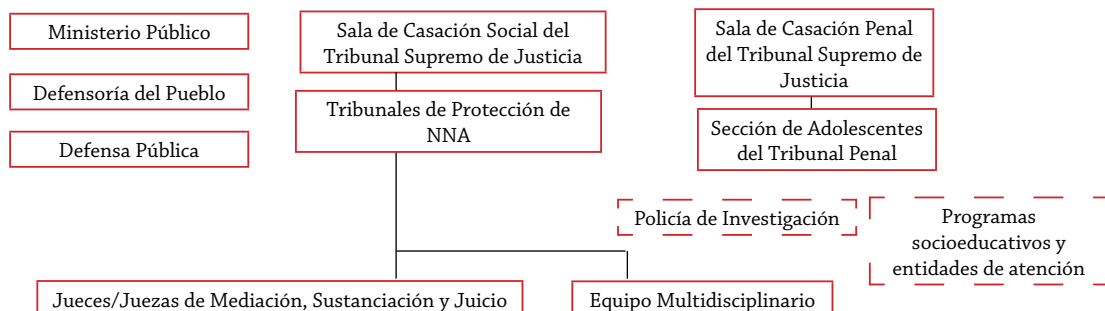 Ministerio Público
Defensoría del Pueblo
Defensa Pública
Sala de Casación Social del
Tribunal Supremo de Justicia
Tribunales de Protección de
NNA
Sala de Casación Penal
del Tribunal Supremo de
Justicia
Sección de Adolescentes
del Tribunal Penal
Policía de Investigación
Programas
socioeducativos y
entidades de atención
Jueces/Juezas de Mediación, Sustanciación y Juicio
Equipo Multidisciplinario